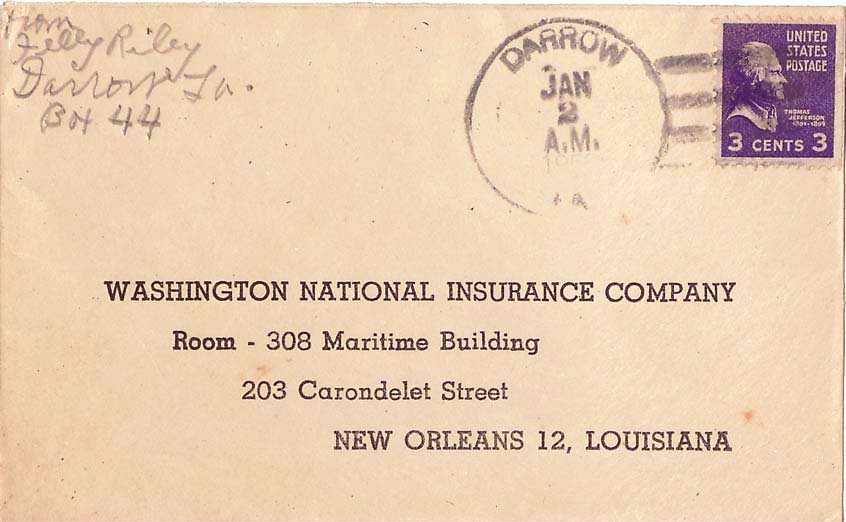 from
Riley
Darrow La.
Box 44
DARROW
JAN
2
A.M.
LA
UNITED
STATES
POSTAGE
THOMAS
JEFFERSON
3 CENTS 3
WASHINGTON NATIONAL INSURANCE COMPANY
Room - 308 Maritime Building
203 Carondelet Street
NEW ORLEANS 12, LOUISIANA